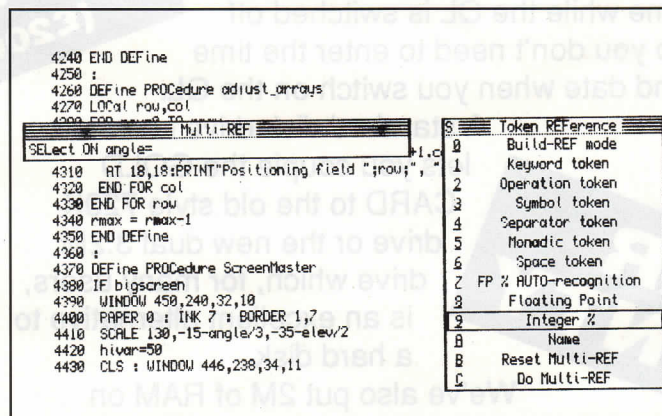 4240 END DEFine
4250 :
4260 DEFine PROCedure adjust_arrays
4270 LOCal row,col
Multi-REF
SELect ON angle=
4310 AT 18,18:PRINT"Positioning field ";row;","
4320 END FOR col
4330 END FOR row
4340 rmax = rmax-1
4350 END DEFine
4360 :
4370 DEFine PROCedure ScreenMaster
4380 IF bigscreen
4390 WINDOW 450,240,32,10
4400 PAPER 0 : INK 7 : BORDER 1,7
4410 SCALE 130,-15-angle/3,-35-elev/2
4420 hivar=50
4430 CLS : WINDOW 446,238,34,11
S Token REFerence
0 Build-REF mode
1 Keyword token
2 Operation token
3 Symbol token
4 Separator token
5 Monadic token
6 Space token
7 FP % AUTO-recognition
8 Floating Point
9 Integer %
A Name
B Reset Multi-REF
C Do Multi-REF
me while the QL is switched off
o you don't need to enter the time
nd date when you switch on the QL
CARD to the old
drive or the new dual
drive which, for
is an
a hard disk
We've also put 2M of RAM on